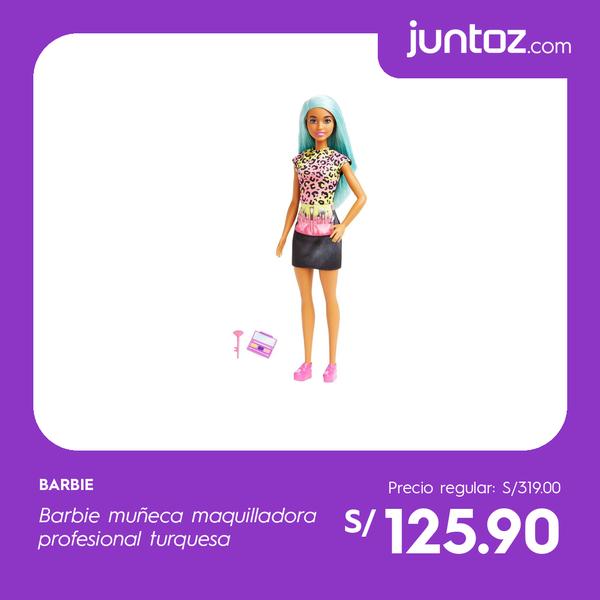 juntoz.com
BARBIE
Barbie muñeca maquilladora
profesional turquesa
Precio regular: S/319.00
S/125.90